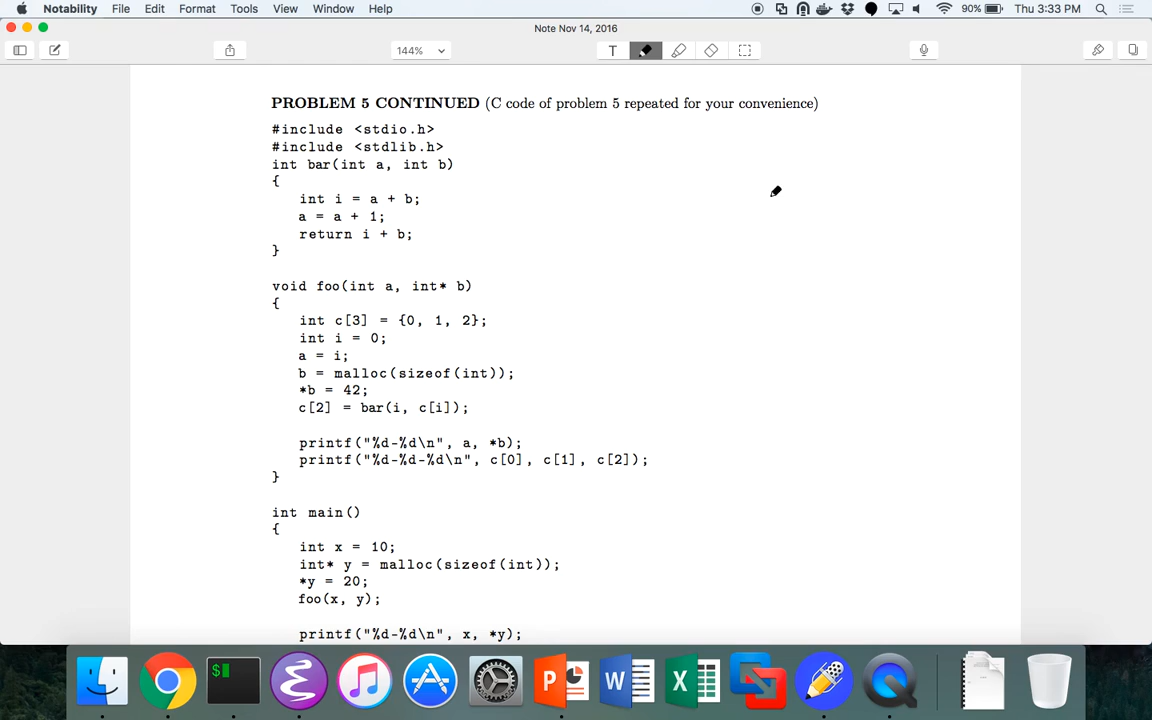 Notability File Edit Format Tools View Window Help 90% Thu 3:33 PM
Note Nov 14, 2016
144% T
PROBLEM 5 CONTINUED (C code of problem 5 repeated for your convenience)
#include <stdio.h>
#include <stdlib.h>
int bar(int a, int b)
{
int i = a + b;
a = a + 1;
return i + b;
}
void foo(int a, int* b)
{
int c[3] = {0, 1, 2};
int i = 0;
a = i;
b = malloc(sizeof(int));
*b = 42;
c[2] = bar(i, c[i]);
printf("%d-%d\n", a, *b);
printf("%d-%d-%d\n", c[0], c[1], c[2]);
}
int main()
{
int x = 10;
int* y = malloc(sizeof(int));
*y = 20;
foo(x, y);
printf("%d-%d\n", x, *y);
$ P W X